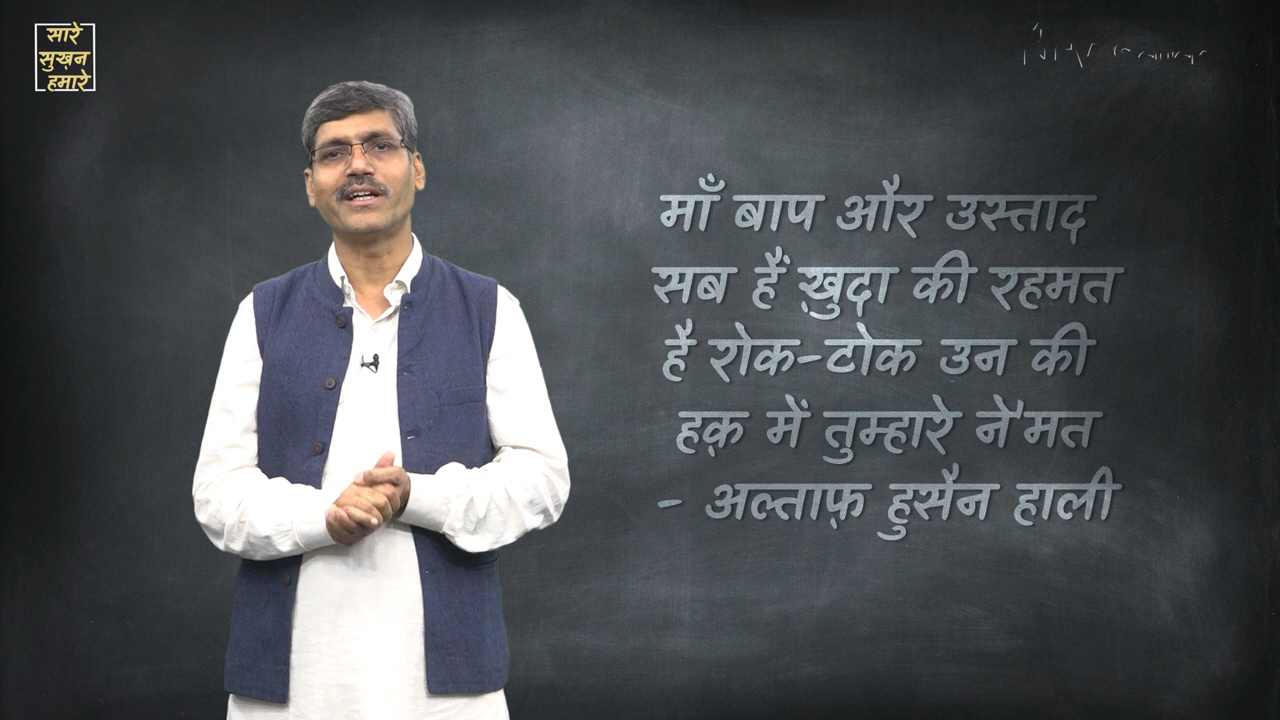 सारे
सुख़न
हमारे
माँ बाप और उस्ताद
सब हैं ख़ुदा की रहमत
है रोक-टोक उन की
हक़ में तुम्हारे ने'मत
- अल्ताफ़ हुसैन हाली